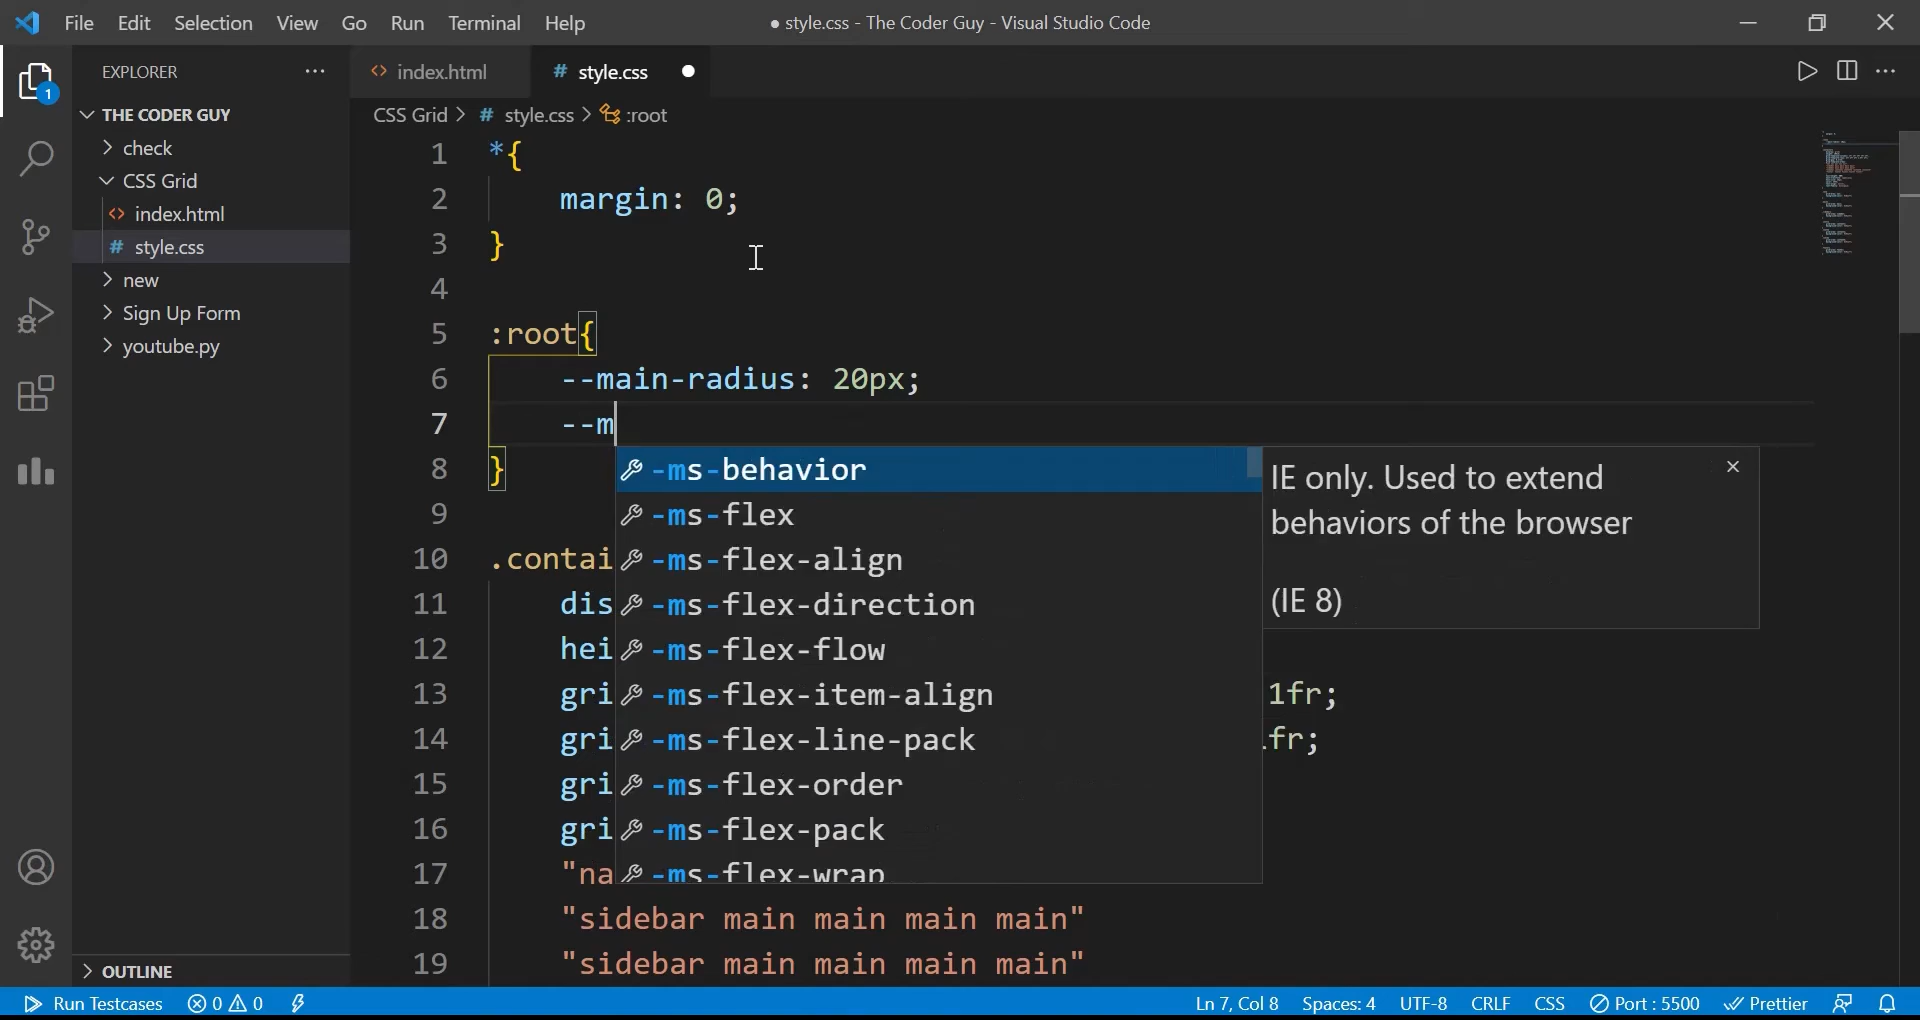 File Edit Selection View Go Run Terminal Help
● style.css - The Coder Guy - Visual Studio Code
EXPLORER
index.html
# style.css ●
CSS Grid > # style.css > :root
1
THE CODER GUY
check
CSS Grid
index.html
# style.css
new
Sign Up Form
youtube.py
OUTLINE
1 *{
2 margin: 0;
3 }
4
5 :root{
6 --main-radius: 20px;
7 --m
8 }
9
10 .contai
11 dis
12 hei
13 gri 1fr;
14 gri fr;
15 gri
16 gri
17 "na
18 "sidebar main main main main"
19 "sidebar main main main main"
-ms-behavior
-ms-flex
-ms-flex-align
-ms-flex-direction
-ms-flex-flow
-ms-flex-item-align
-ms-flex-line-pack
-ms-flex-order
-ms-flex-pack
-ms-flex-wrap
IE only. Used to extend
behaviors of the browser
(IE 8)
Run Testcases 0 0 Ln 7, Col 8 Spaces: 4 UTF-8 CRLF CSS Port : 5500 Prettier